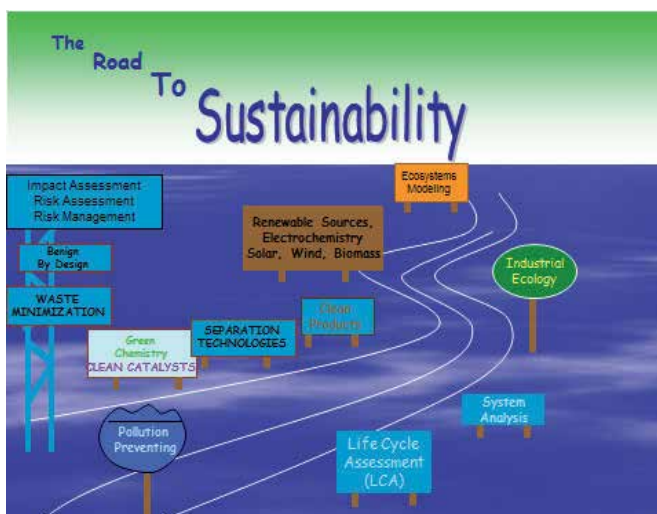 The
Road
To
Sustainability
Ecosystems
Modeling
Impact Assessment
Risk Assessment
Risk Management
Renewable Sources,
Electrochemistry
Solar, Wind, Biomass
Benign
By Design
Industrial
Ecology
WASTE
MINIMIZATION
Clean
Products
SEPARATION
TECHNOLOGIES
Green
Chemistry
CLEAN CATALYSTS
System
Analysis
Pollution
Preventing
Life Cycle
Assessment
(LCA)